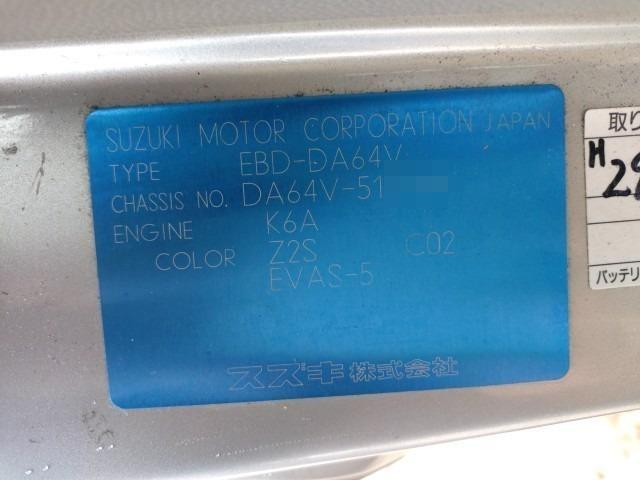 SUZUKI MOTOR CORPORATION JAPAN
TYPE EBD-DA64V
CHASSIS NO. DA64V-51
ENGINE K6A
COLOR Z2S C02
EVAS-5
スズキ株式会社
取り
H
バッテリ